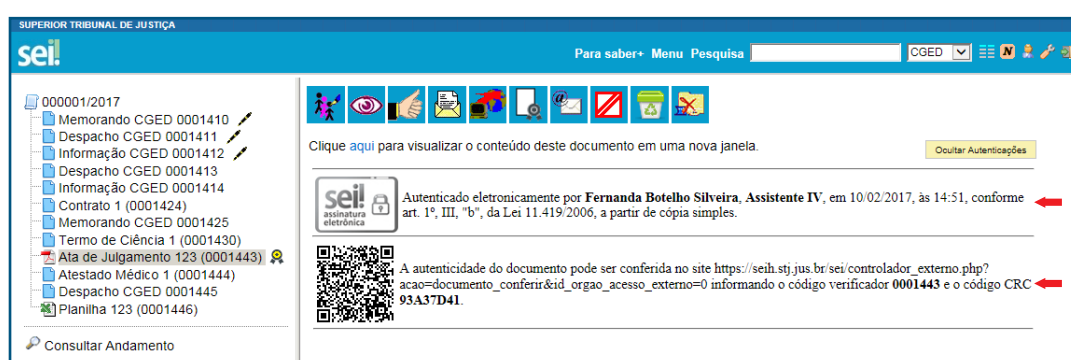 SUPERIOR TRIBUNAL DE JUSTIÇA
sei!
Para saber+ Menu Pesquisa
CGED
N
000001/2017
Memorando CGED 0001410
Despacho CGED 0001411
Informação CGED 0001412
Despacho CGED 0001413
Informação CGED 0001414
Contrato 1 (0001424)
Memorando CGED 0001425
Termo de Ciência 1 (0001430)
Ata de Julgamento 123 (0001443)
Atestado Médico 1 (0001444)
Despacho CGED 0001445
Planilha 123 (0001446)
Consultar Andamento
Clique aqui para visualizar o conteúdo deste documento em uma nova janela.
Ocultar Autenticações
sei!
assinatura
eletrônica
Autenticado eletronicamente por Fernanda Botelho Silveira, Assistente IV, em 10/02/2017, às 14:51, conforme
art. 1º, III, "b", da Lei 11.419/2006, a partir de cópia simples.
A autenticidade do documento pode ser conferida no site https://seih.stj.jus.br/sei/controlador_externo.php?
acao=documento_conferir&id_orgao_acesso_externo=0 informando o código verificador 0001443 e o código CRC
93A37D41.